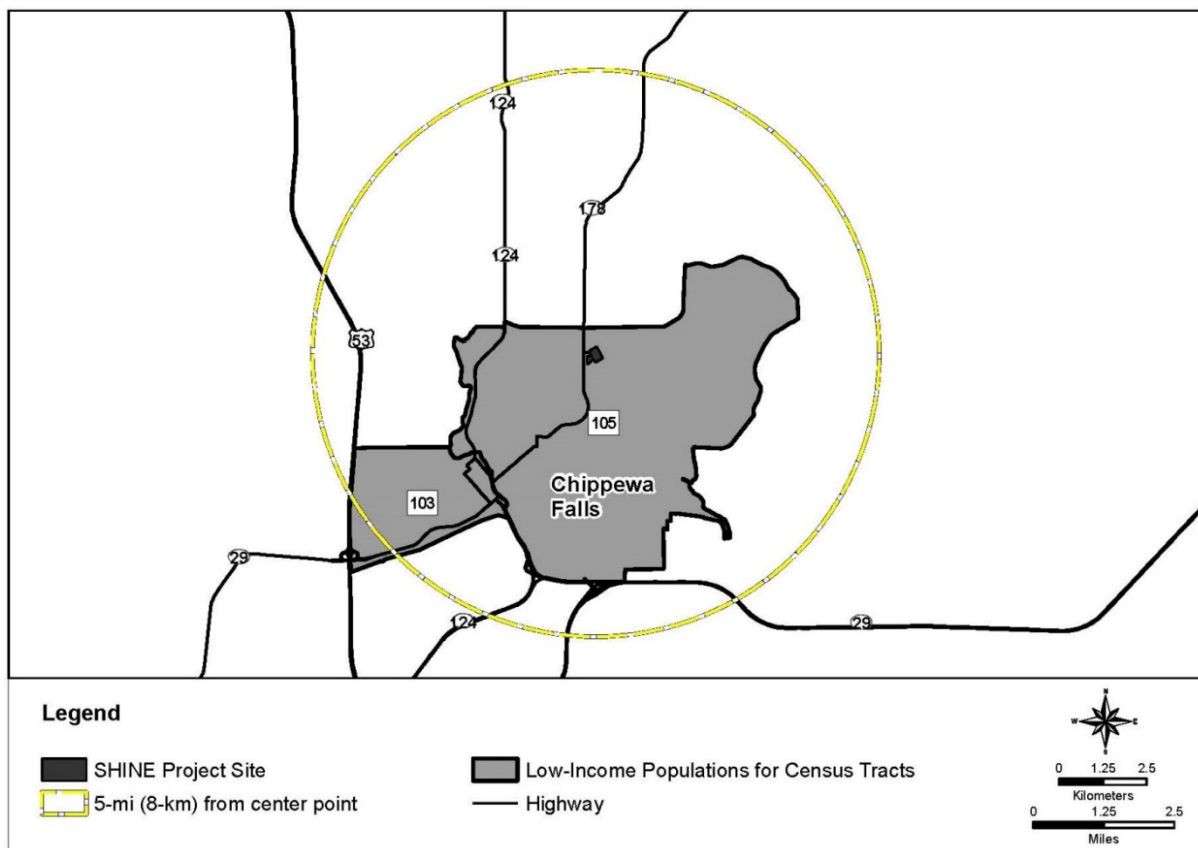 124
178
124
53
105
Chippewa
Falls
103
29
124
29
Legend
SHINE Project Site
5-mi (8-km) from center point
Low-Income Populations for Census Tracts
Highway
N
W
E
S
0 1.25 2.5
Kilometers
0 1.25 2.5
Miles